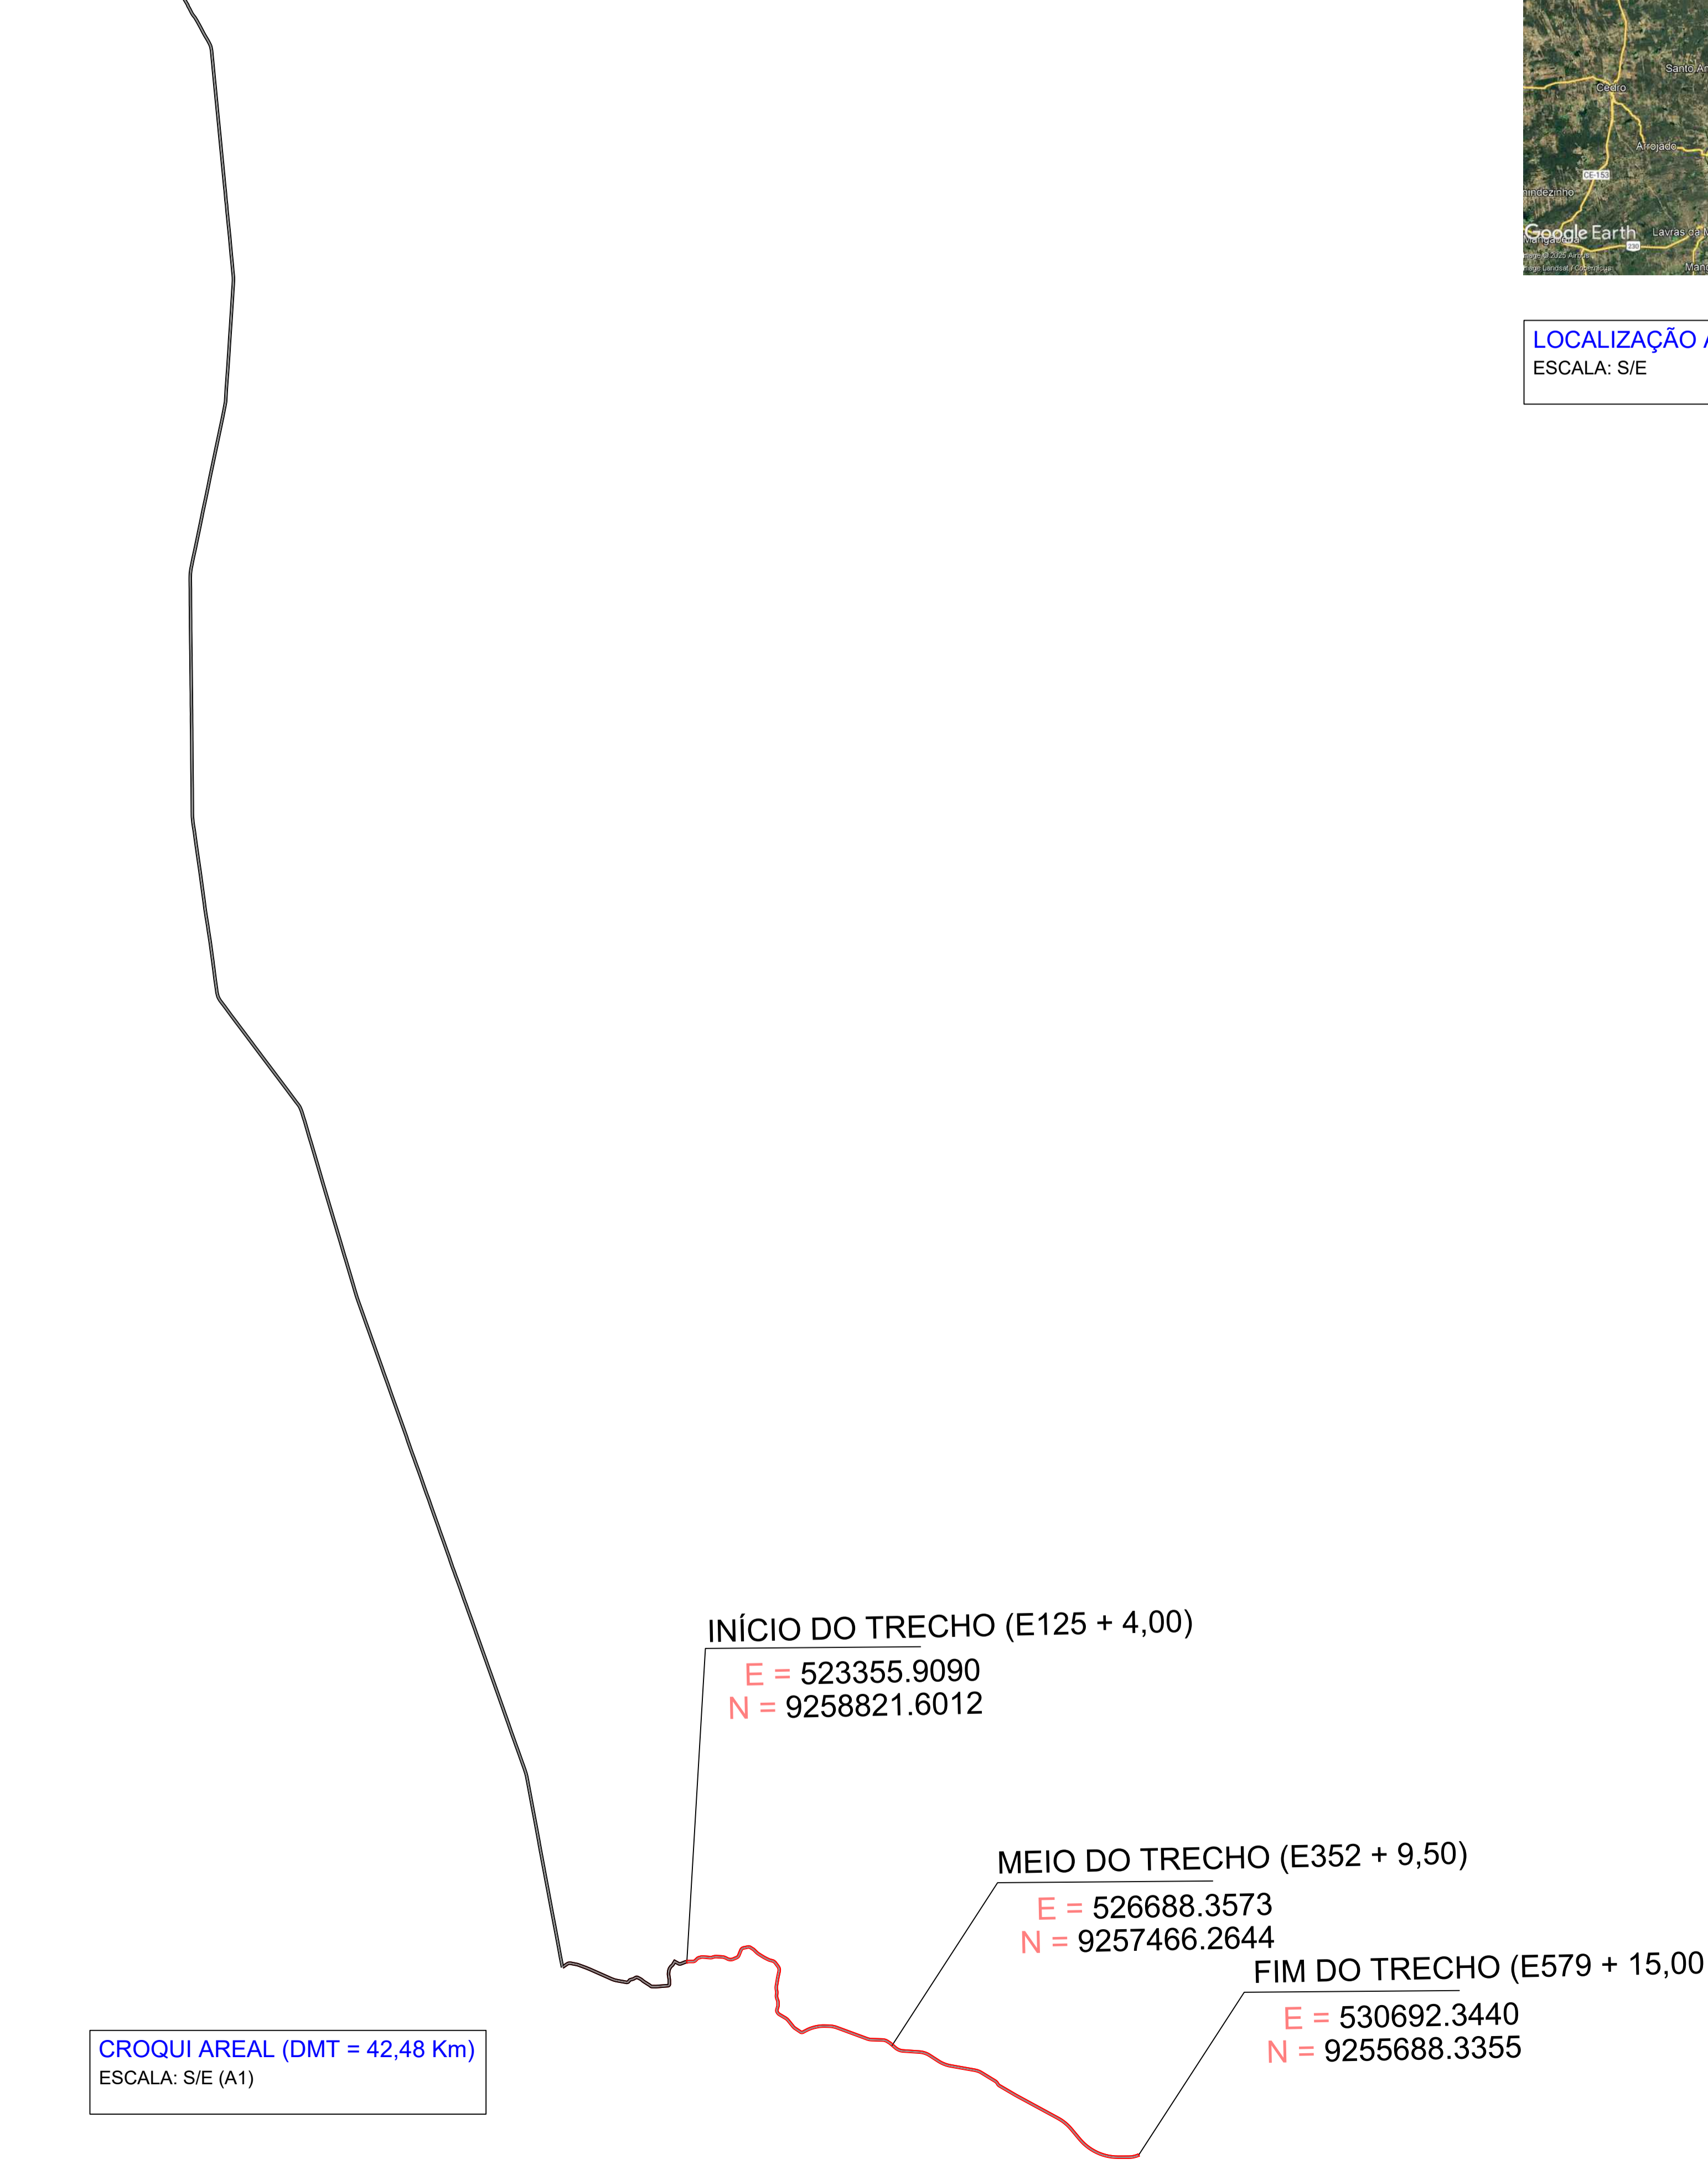 Santo
Cedro
Arrojado
CE-153
Google Earth
Lavras da
230
LOCALIZAÇÃO
ESCALA: S/E
INÍCIO DO TRECHO (E125 + 4,00)
E = 523355.9090
N = 9258821.6012
MEIO DO TRECHO (E352 + 9,50)
E = 526688.3573
N = 9257466.2644
FIM DO TRECHO (E579 + 15,00
E = 530692.3440
N = 9255688.3355
CROQUI AREAL (DMT = 42,48 Km)
ESCALA: S/E (A1)